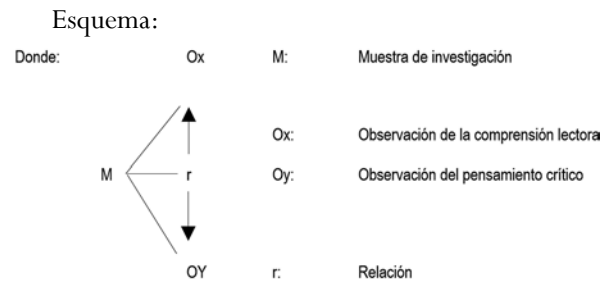 Esquema:
Donde: Ox M: Muestra de investigación
Ox: Observación de la comprensión lectora
M r Oy: Observación del pensamiento crítico
OY r: Relación